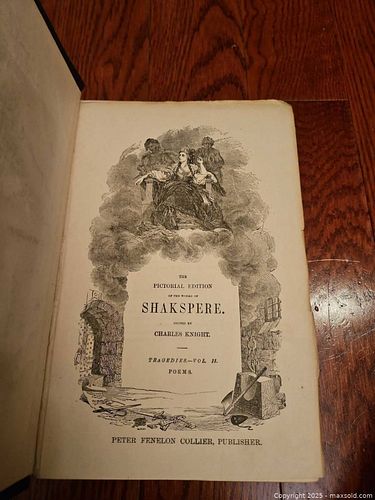 THE
PICTORIAL EDITION
OF THE WORKS OF
SHAKSPERE.
EDITED BY
CHARLES KNIGHT.
TRAGEDIES.—VOL. II.
POEMS.
PETER FENELON COLLIER, PUBLISHER.
Copyright © 2025 - maxsold.com